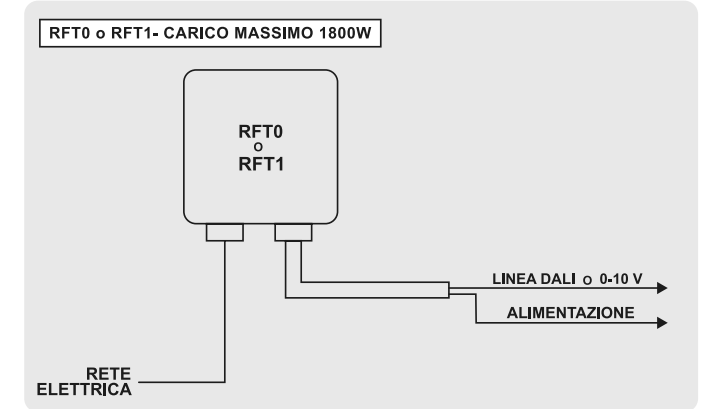 RFT0 o RFT1- CARICO MASSIMO 1800W
RFT0
O
RFT1
LINEA DALI O 0-10 V
ALIMENTAZIONE
RETE
ELETTRICA